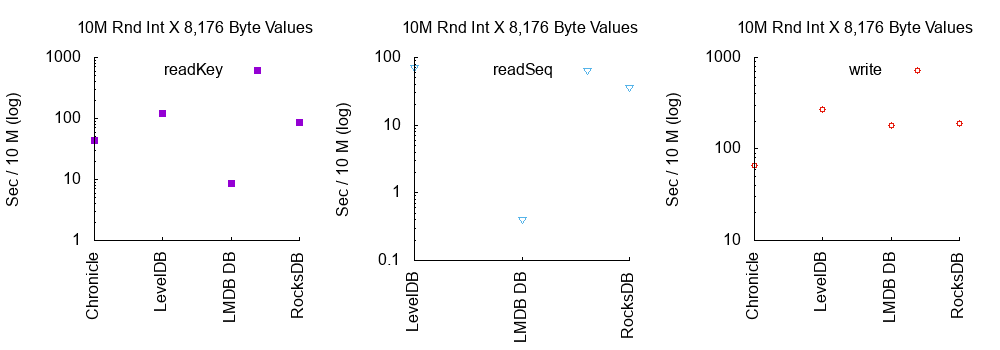 10M Rnd Int X 8,176 Byte Values
readKey
Sec / 10 M (log)
1000
100
10
1
Chronicle
LevelDB
LMDB DB
RocksDB
10M Rnd Int X 8,176 Byte Values
readSeq
Sec / 10 M (log)
100
10
1
0.1
LevelDB
LMDB DB
RocksDB
10M Rnd Int X 8,176 Byte Values
write
Sec / 10 M (log)
1000
100
10
Chronicle
LevelDB
LMDB DB
RocksDB